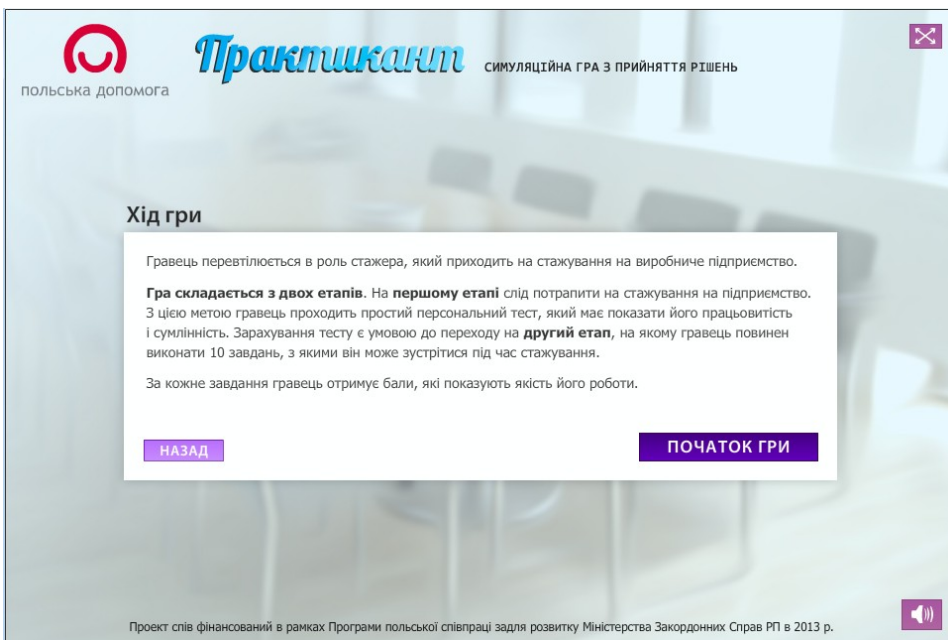 польська допомога
Практикант
СИМУЛЯЦІЙНА ГРА З ПРИЙНЯТТЯ РІШЕНЬ
Хід гри
Гравець перевтілюється в роль стажера, який приходить на стажування на виробниче підприємство.
Гра складається з двох етапів. На першому етапі слід потрапити на стажування на підприємство.
З цією метою гравець проходить простий персональний тест, який має показати його працьовитість
і сумлінність. Зарахування тесту є умовою до переходу на другий етап, на якому гравець повинен
виконати 10 завдань, з якими він може зустрітися під час стажування.
За кожне завдання гравець отримує бали, які показують якість його роботи.
НАЗАД
ПОЧАТОК ГРИ
Проект спів фінансований в рамках Програми польської співпраці задля розвитку Міністерства Закордонних Справ РП в 2013 р.